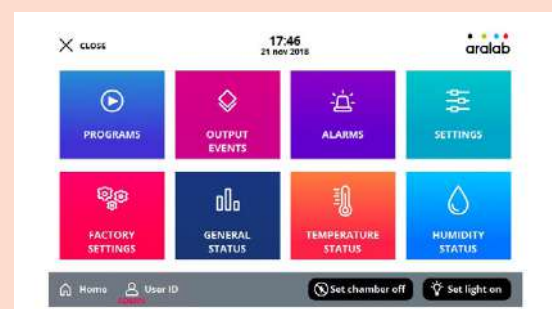 CLOSE
17:46
21 nov 2018
aralab
PROGRAMS
OUTPUT
EVENTS
ALARMS
SETTINGS
FACTORY
SETTINGS
GENERAL
STATUS
TEMPERATURE
STATUS
HUMIDITY
STATUS
Home
User ID
Set chamber off
Set light on